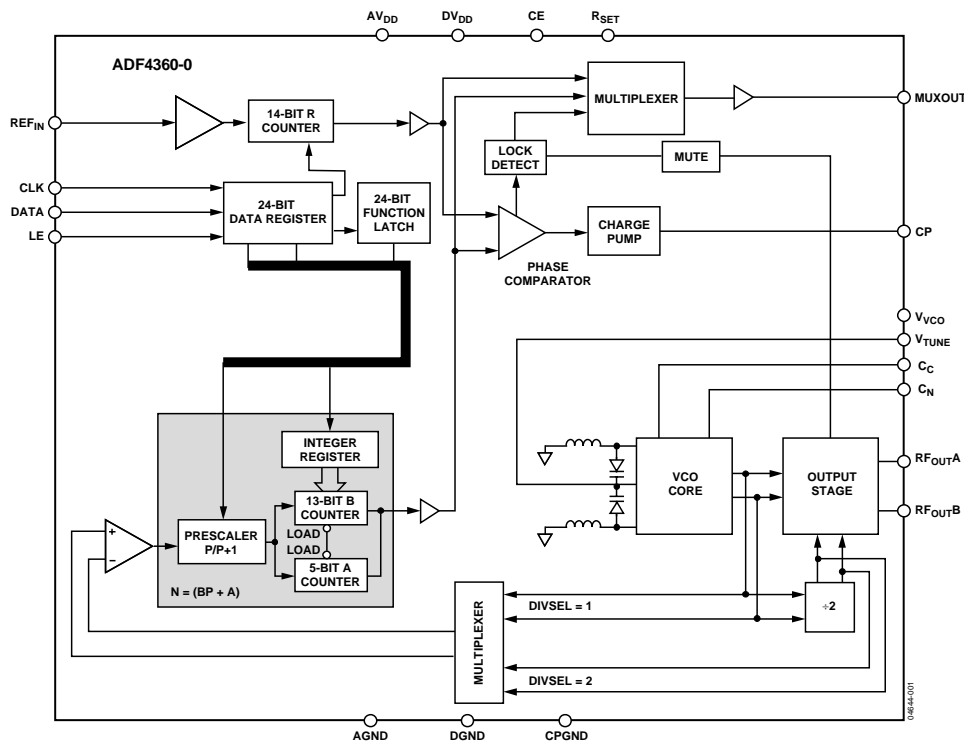 AVDD
DVDD
CE
RSET
ADF4360-0
MULTIPLEXER
MUXOUT
REFIN
14-BIT R
COUNTER
LOCK
DETECT
MUTE
CLK
DATA
LE
24-BIT
DATA REGISTER
24-BIT
FUNCTION
LATCH
CHARGE
PUMP
CP
PHASE
COMPARATOR
VVCO
VTUNE
CC
CN
INTEGER
REGISTER
13-BIT B
COUNTER
LOAD
LOAD
5-BIT A
COUNTER
+
−
PRESCALER
P/P+1
N = (BP + A)
VCO
CORE
OUTPUT
STAGE
RFOUTA
RFOUTB
÷2
MULTIPLEXER
DIVSEL = 1
DIVSEL = 2
04644-001
AGND
DGND
CPGND